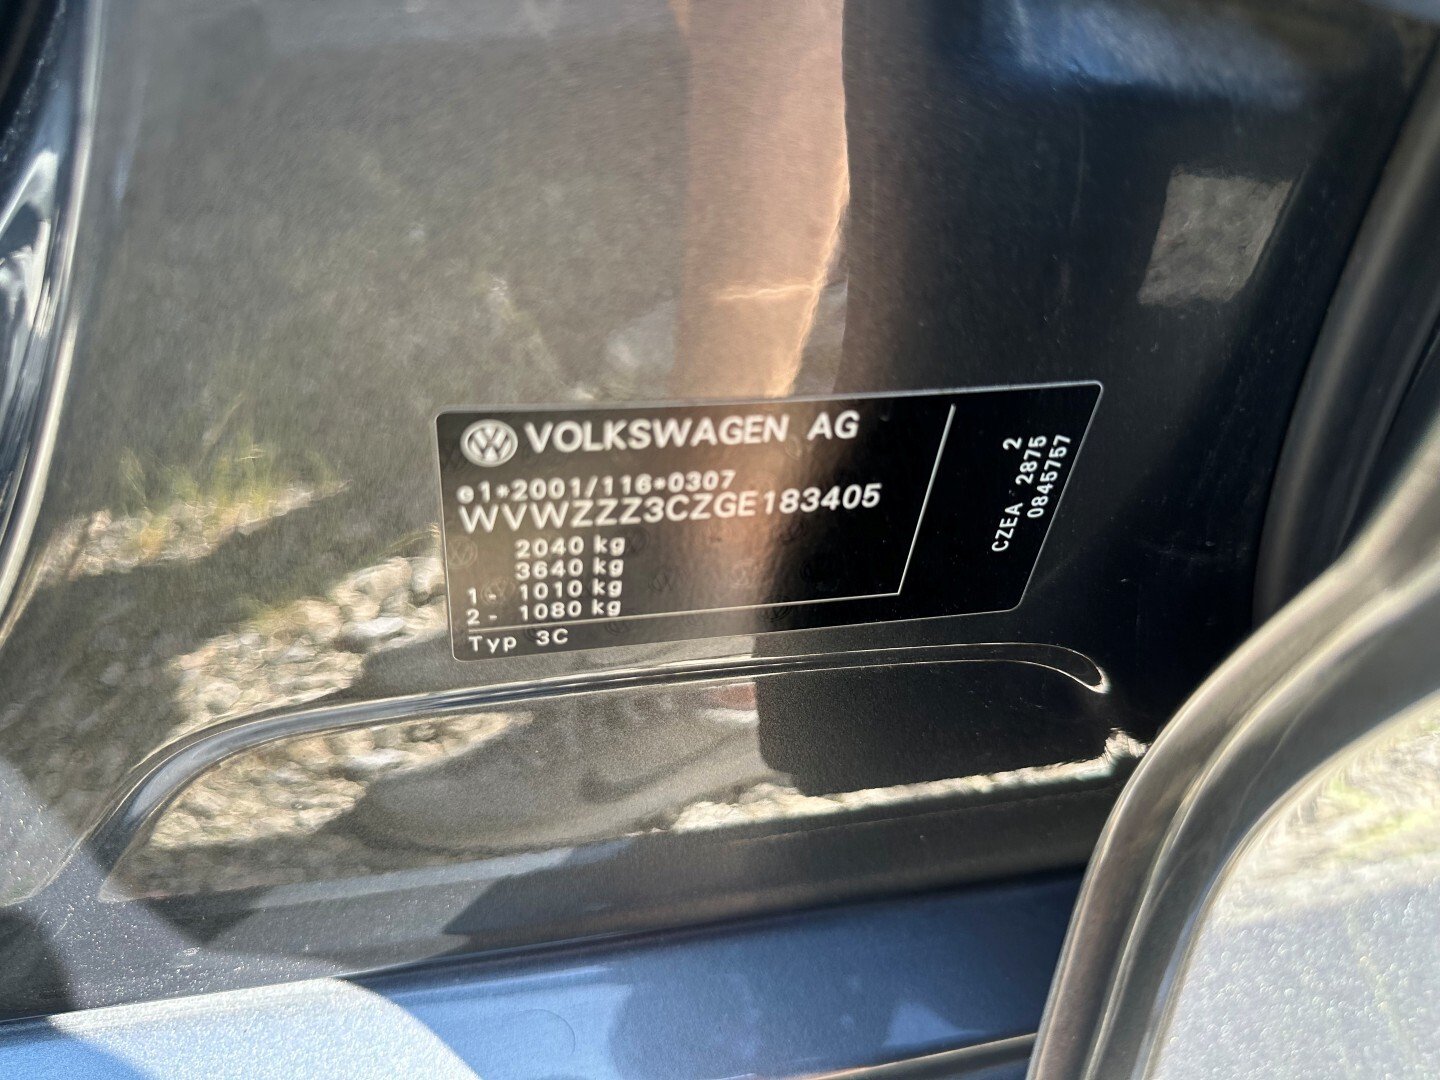 VOLKSWAGEN AG
e1*2001/116*0307
WVWZZZ3CZGE183405
2040 kg
3640 kg
1 - 1010 kg
2 - 1080 kg
Typ 3C
2
CZEA 2875
0845757